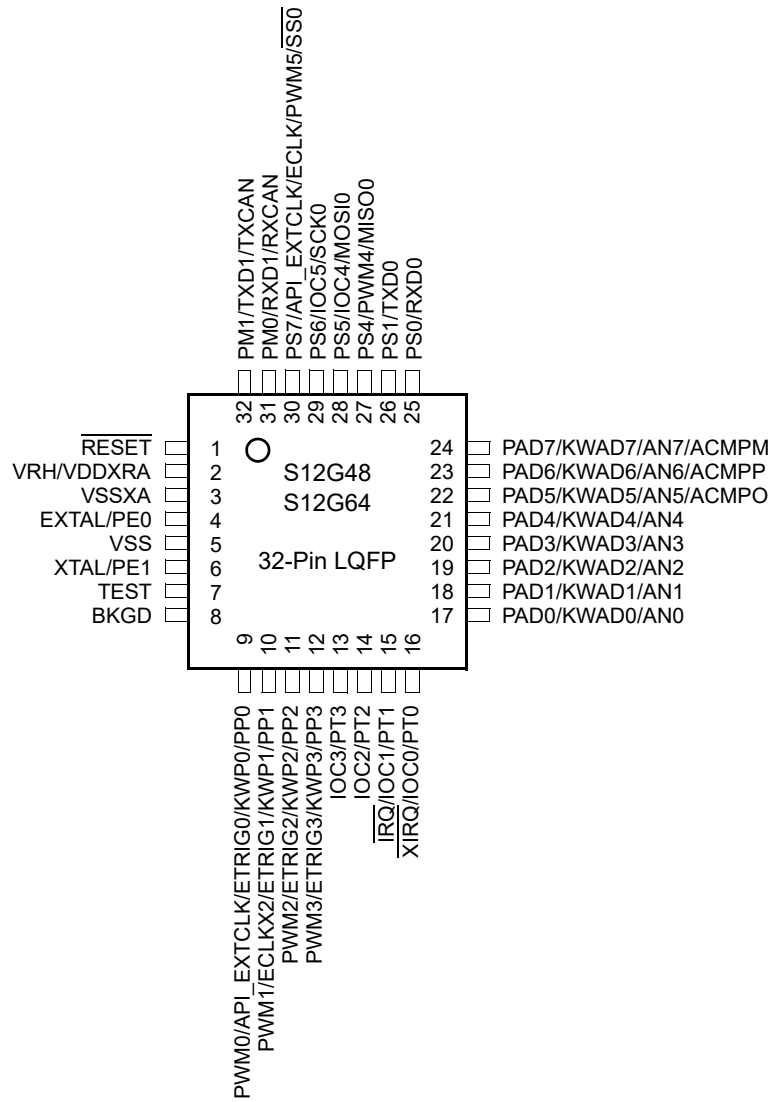 PM1/TXD1/TXCAN
PM0/RXD1/RXCAN
PS7/API_EXTCLK/ECLK/PWM5/SS0
PS6/IOC5/SCK0
PS5/IOC4/MOSI0
PS4/PWM4/MISO0
PS1/TXD0
PS0/RXD0
32 31 30 29 28 27 26 25
RESET 1
VRH/VDDXRA 2
VSSXA 3
EXTAL/PE0 4
VSS 5
XTAL/PE1 6
TEST 7
BKGD 8
S12G48
S12G64
32-Pin LQFP
24 PAD7/KWAD7/AN7/ACMPM
23 PAD6/KWAD6/AN6/ACMPP
22 PAD5/KWAD5/AN5/ACMPO
21 PAD4/KWAD4/AN4
20 PAD3/KWAD3/AN3
19 PAD2/KWAD2/AN2
18 PAD1/KWAD1/AN1
17 PAD0/KWAD0/AN0
9 10 11 12 13 14 15 16
PWM0/API_EXTCLK/ETRIG0/KWP0/PP0
PWM1/ECLKX2/ETRIG1/KWP1/PP1
PWM2/ETRIG2/KWP2/PP2
PWM3/ETRIG3/KWP3/PP3
IOC3/PT3
IOC2/PT2
IRQ/IOC1/PT1
XIRQ/IOC0/PT0